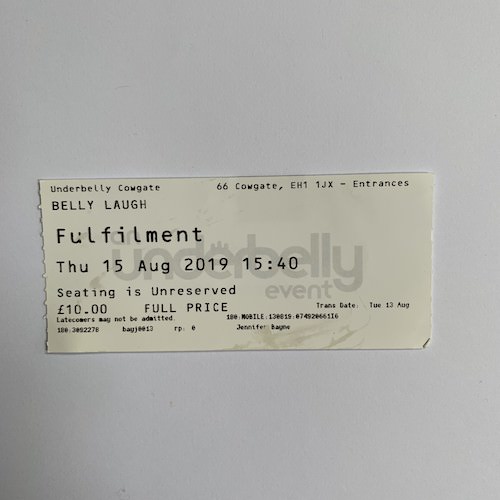 Underbelly Cowgate 66 Cowgate, EH1 1JX - Entrances
BELLY LAUGH
Fulfilment
an
underbelly
event
Thu 15 Aug 2019 15:40
Seating is Unreserved
£10.00 FULL PRICE Trans Date: Tue 13 Aug
Latecomers may not be admitted. 180:MOBILE:130819:07492066116
180:3092278 bagj0013 rp: 0 Jennifer Bagne